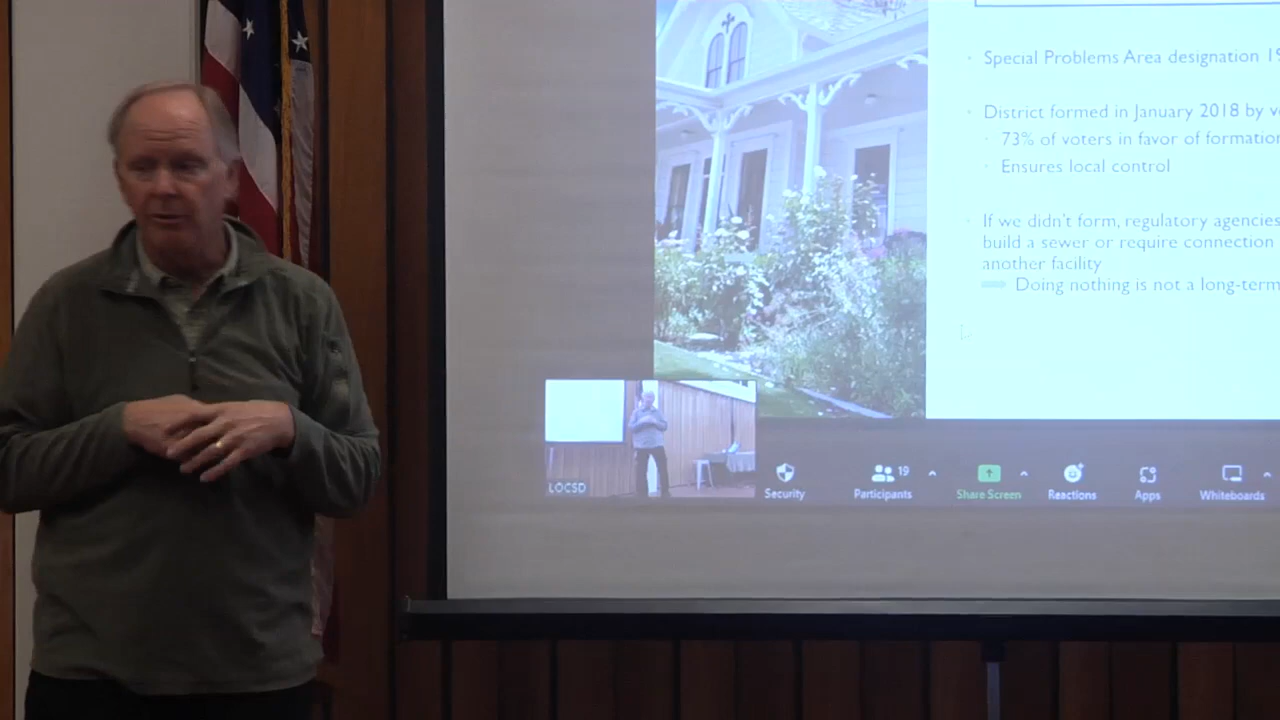 Special Problems Area designation
District formed in January 2018 by
73% of voters in favor of
Ensures local control
If we didn't form, regulatory agencies
build a sewer or require connection
another facility
Doing nothing is not a long-term
LOCSD
Security
Participants
19
Share Screen
Reactions
Apps
Whiteboards